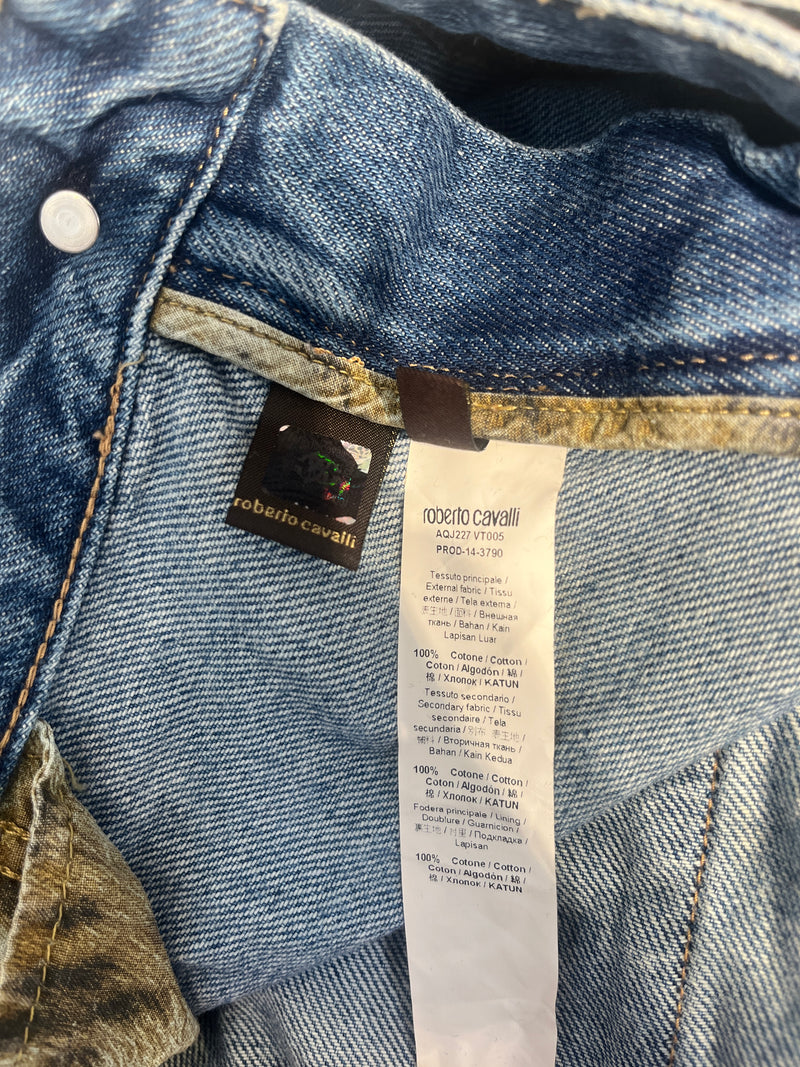 roberto cavalli
roberto cavalli
AQJ227 VT005
PROD-14-3790
Tessuto principale /
External fabric / Tissu
externe / Tela externa /
表生地 / 面料 / Внешная
ткань / Bahan / Kain
Lapisan Luar
100% Cotone / Cotton /
Coton / Algodón / 綿 /
棉 / Хлопок / KATUN
Tessuto secondario /
Secondary fabric / Tissu
secondaire / Tela
secundaria / 別布 表生地 /
Вторичная ткань /
Bahan / Kain Kedua
100% Cotone / Cotton /
Coton / Algodón / 綿 /
棉 / Хлопок / KATUN
Fodera principale / Lining /
Doublure / Guarnicion /
裏生地 / 衬里 / Подкладка /
Lapisan
100% Cotone / Cotton /
Coton / Algodón / 綿 /
棉 / Хлопок / KATUN